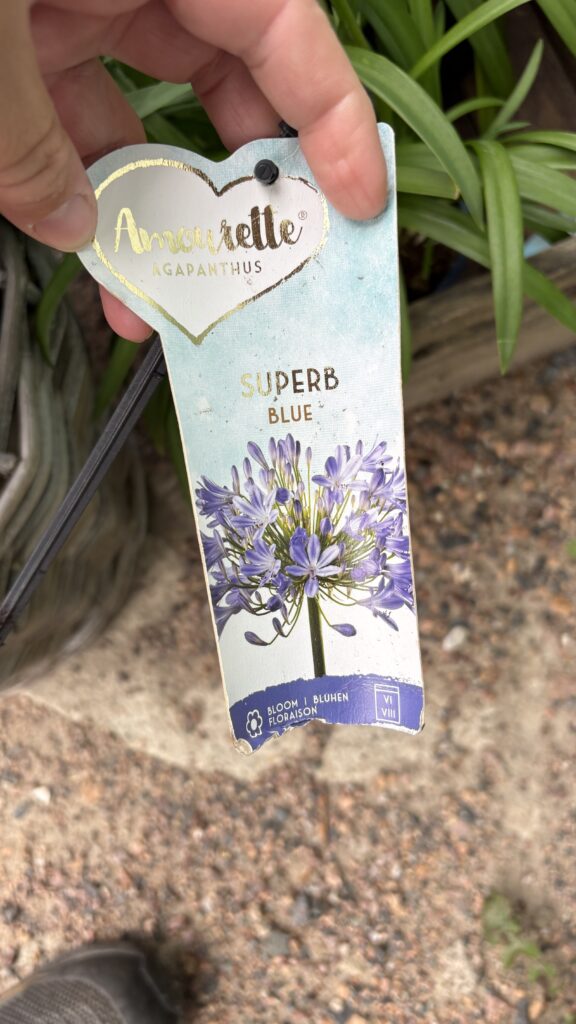 Amourette®
AGAPANTHUS
SUPERB
BLUE
BLOOM | BLUHEN
FLORAISON
VI
VIII